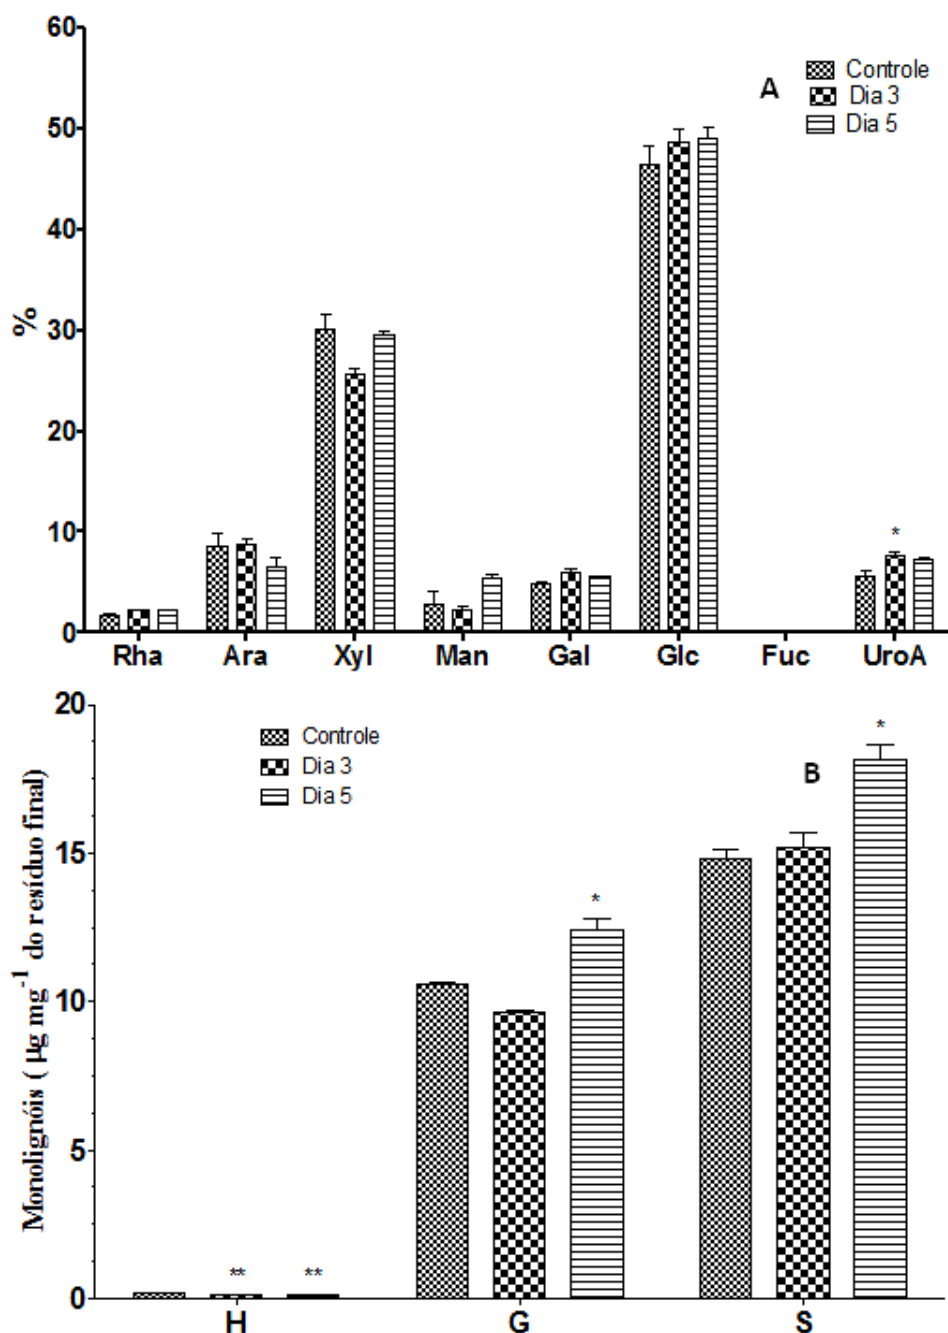 60
50
40
30
20
10
0
%
A
Controle
Dia 3
Dia 5
*
Rha Ara Xyl Man Gal Glc Fuc UroA
20
15
10
5
0
Monolignóis ( µg mg⁻¹ do resíduo final)
Controle
Dia 3
Dia 5
B
*
*
** **
H G S